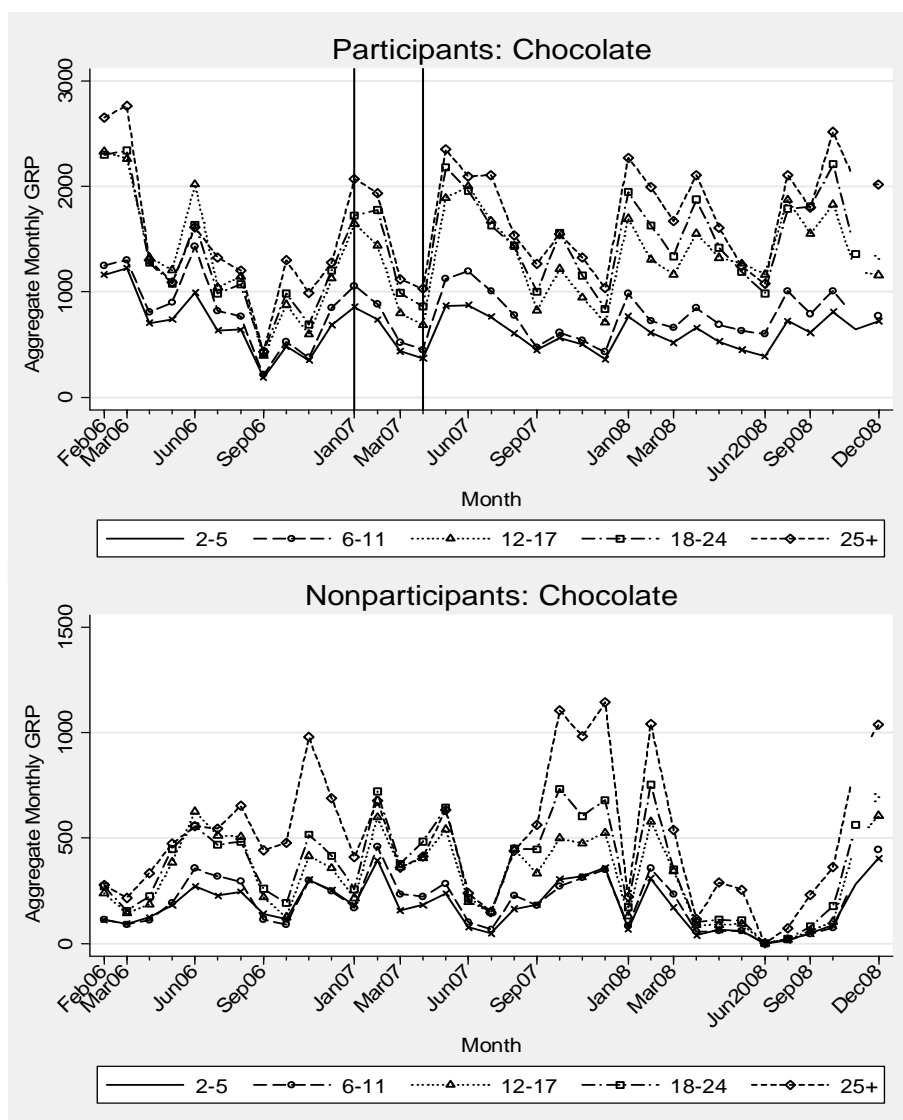 Participants: Chocolate
Aggregate Monthly GRP
3000
2000
1000
0
Feb06 Mar06 Jun06 Sep06 Jan07 Mar07 Jun07 Sep07 Jan08 Mar08 Jun2008 Sep08 Dec08
Month
2-5 6-11 12-17 18-24 25+
Nonparticipants: Chocolate
Aggregate Monthly GRP
1500
1000
500
0
Feb06 Mar06 Jun06 Sep06 Jan07 Mar07 Jun07 Sep07 Jan08 Mar08 Jun2008 Sep08 Dec08
Month
2-5 6-11 12-17 18-24 25+